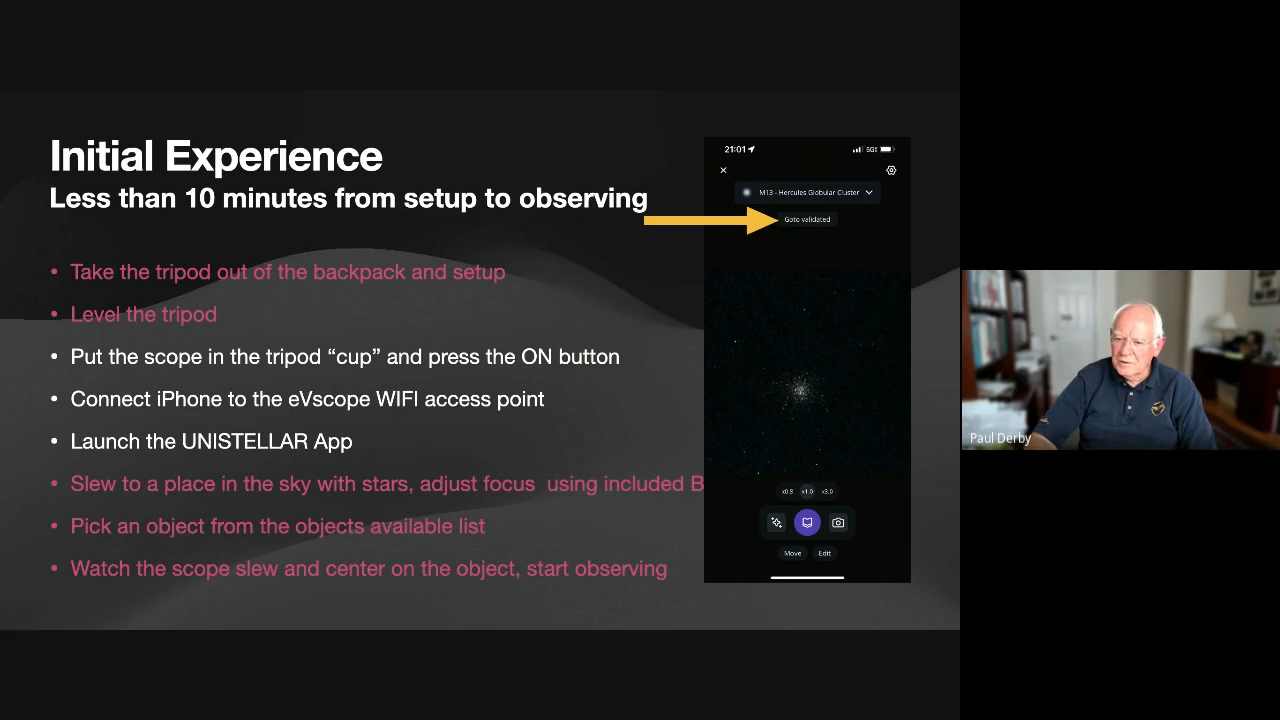 Initial Experience
Less than 10 minutes from setup to observing
• Take the tripod out of the backpack and setup
• Level the tripod
• Put the scope in the tripod “cup” and press the ON button
• Connect iPhone to the eVscope WIFI access point
• Launch the UNISTELLAR App
• Slew to a place in the sky with stars, adjust focus  using included B
• Pick an object from the objects available list
• Watch the scope slew and center on the object, start observing
21:01
5G
M13 - Hercules Globular Cluster
Goto validated
x0.8 x1.0 x3.0
Move Edit
Paul Derby